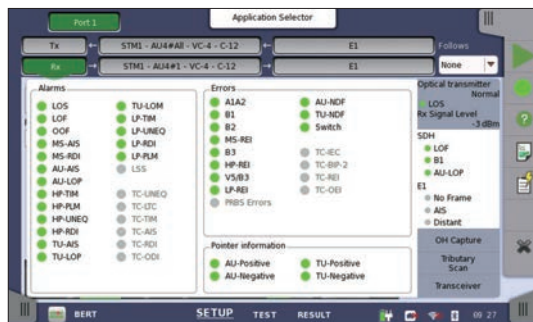 Port 1
Application Selector
Tx
STM1 - AU4#All - VC-4 - C-12
E1
Follows
Rx
STM1 - AU4#1 - VC-4 - C-12
E1
None
Alarms
LOS
LOF
OOF
MS-AIS
MS-RDI
AU-AIS
AU-LOP
HP-TIM
HP-PLM
HP-UNEQ
HP-RDI
TU-AIS
TU-LOP
TU-LOM
LP-TIM
LP-UNEQ
LP-RDI
LP-PLM
LSS
TC-UNEQ
TC-LTC
TC-TIM
TC-AIS
TC-RDI
TC-ODI
Errors
A1A2
B1
B2
MS-REI
B3
HP-REI
V5/B3
LP-REI
PRBS Errors
AU-NDF
TU-NDF
Switch
TC-IEC
TC-BIP-2
TC-REI
TC-OEI
Pointer information
AU-Positive
AU-Negative
TU-Positive
TU-Negative
Optical transmitter
Normal
LOS
Rx Signal Level
-3 dBm
SDH
LOF
B1
AU-LOP
E1
No Frame
AIS
Distant
OH Capture
Tributary
Scan
Transceiver
BERT
SETUP
TEST
RESULT
09 27